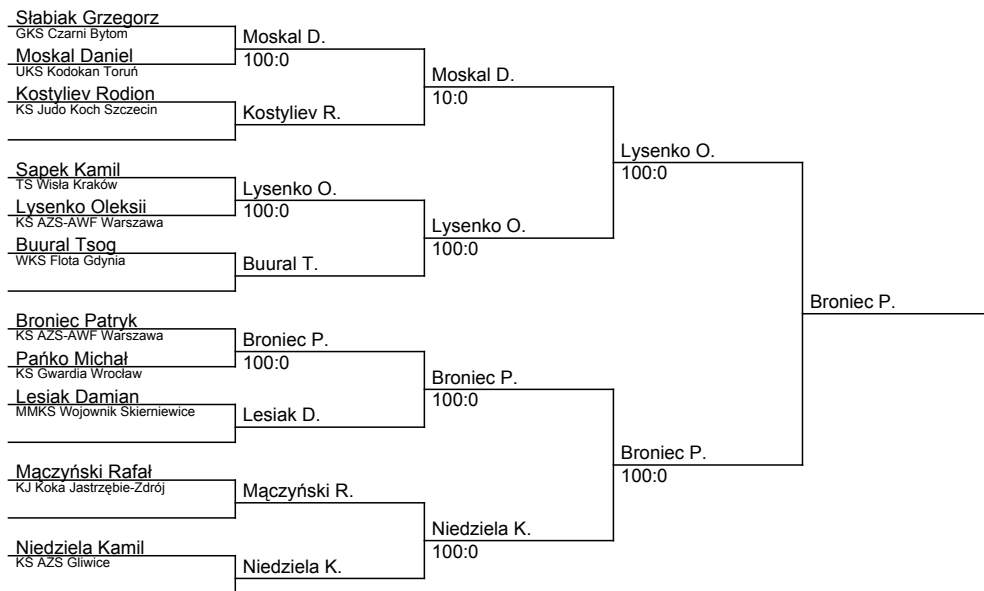 Słabiak Grzegorz
GKS Czarni Bytom
Moskal Daniel
UKS Kodokan Toruń
Kostyliev Rodion
KS Judo Koch Szczecin
Sapek Kamil
TS Wisła Kraków
Lysenko Oleksii
KS AZS-AWF Warszawa
Buural Tsog
WKS Flota Gdynia
Broniec Patryk
KS AZS-AWF Warszawa
Pańko Michał
KS Gwardia Wrocław
Lesiak Damian
MMKS Wojownik Skierniewice
Mączyński Rafał
KJ Koka Jastrzębie-Zdrój
Niedziela Kamil
KS AZS Gliwice
Moskal D.
100:0
Kostyliev R.
Lysenko O.
100:0
Buural T.
Broniec P.
100:0
Lesiak D.
Mączyński R.
Niedziela K.
Moskal D.
10:0
Lysenko O.
100:0
Broniec P.
100:0
Niedziela K.
100:0
Lysenko O.
100:0
Broniec P.
100:0
Broniec P.